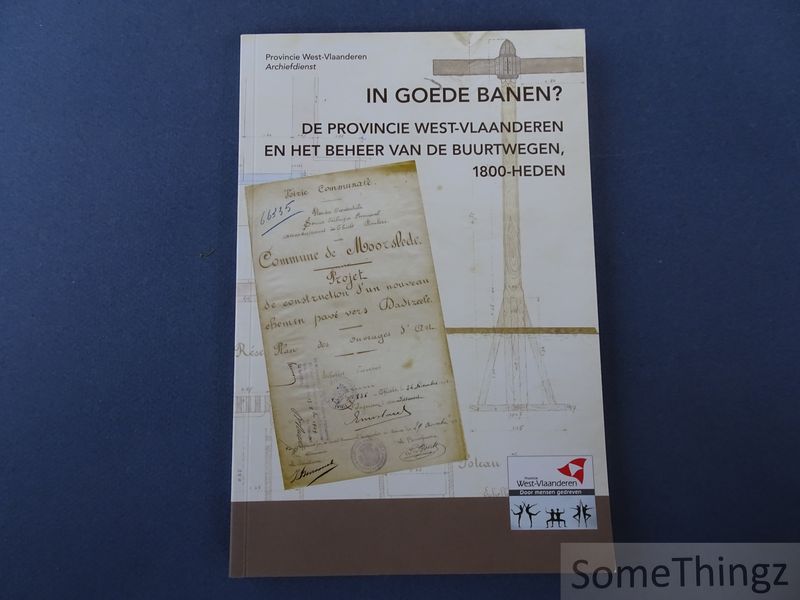 Provincie West-Vlaanderen
Archiefdienst
IN GOEDE BANEN?
DE PROVINCIE WEST-VLAANDEREN
EN HET BEHEER VAN DE BUURTWEGEN,
1800-HEDEN
Voirie Communale.
66335
Commune de Moorslede.
Projet
de construction d'un nouveau
chemin pavé vers Dadizeele.
Plan des ouvrages d'Art
Poteau
Provincie
West-Vlaanderen
Door mensen gedreven
SomeThingz